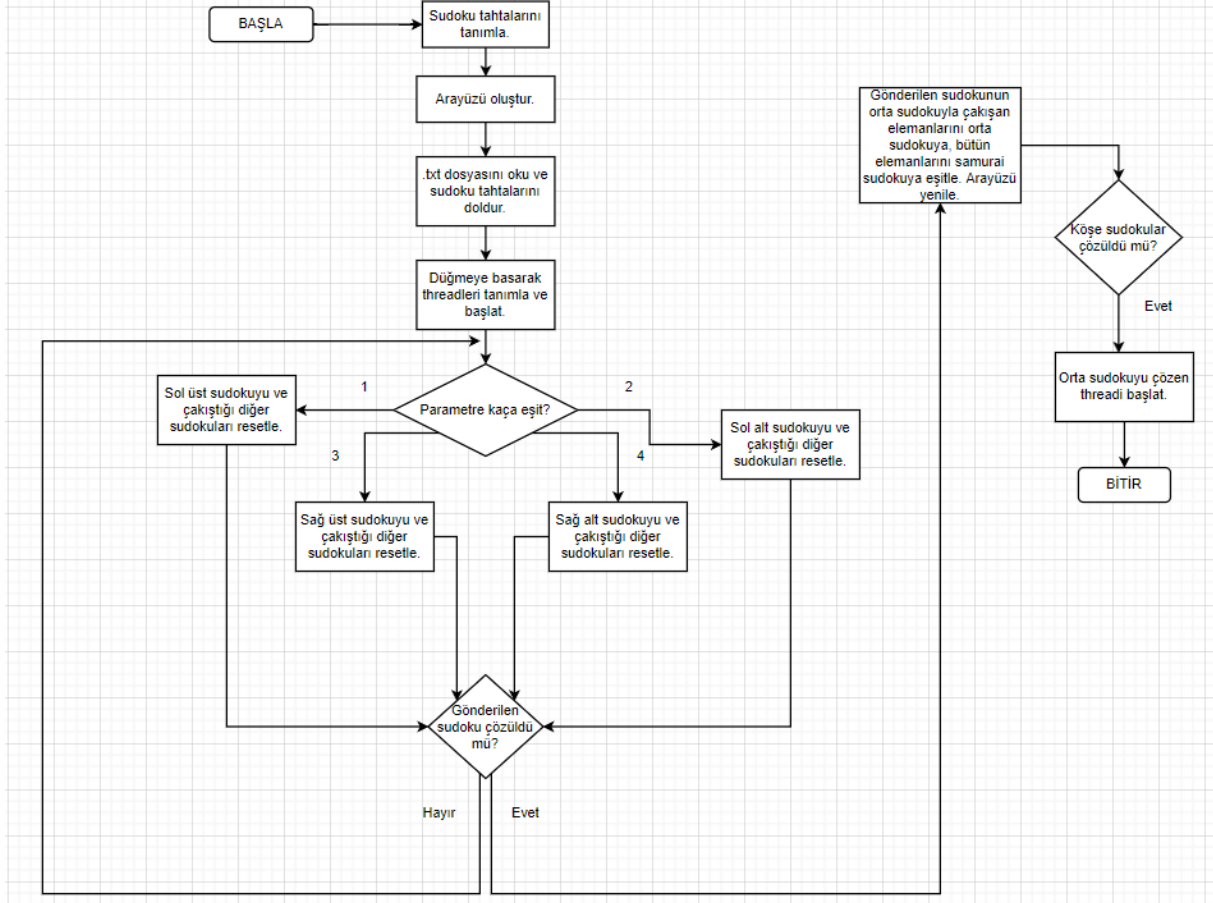 BAŞLA
Sudoku tahtalarını
tanımla.
Arayüzü oluştur.
.txt dosyasını oku ve
sudoku tahtalarını
doldur.
Düğmeye basarak
threadleri tanımla ve
başlat.
Parametre kaça eşit?
1
2
3
4
Sol üst sudokuyu ve
çakıştığı diğer
sudokuları resetle.
Sol alt sudokuyu ve
çakıştığı diğer
sudokuları resetle.
Sağ üst sudokuyu ve
çakıştığı diğer
sudokuları resetle.
Sağ alt sudokuyu ve
çakıştığı diğer
sudokuları resetle.
Gönderilen
sudoku çözüldü
mü?
Hayır
Evet
Gönderilen sudokunun
orta sudokuyla çakışan
elemanlarını orta
sudokuya, bütün
elemanlarını samurai
sudokuya eşitle. Arayüzü
yenile.
Köşe sudokular
çözüldü mü?
Evet
Orta sudokuyu çözen
threadi başlat.
BİTİR